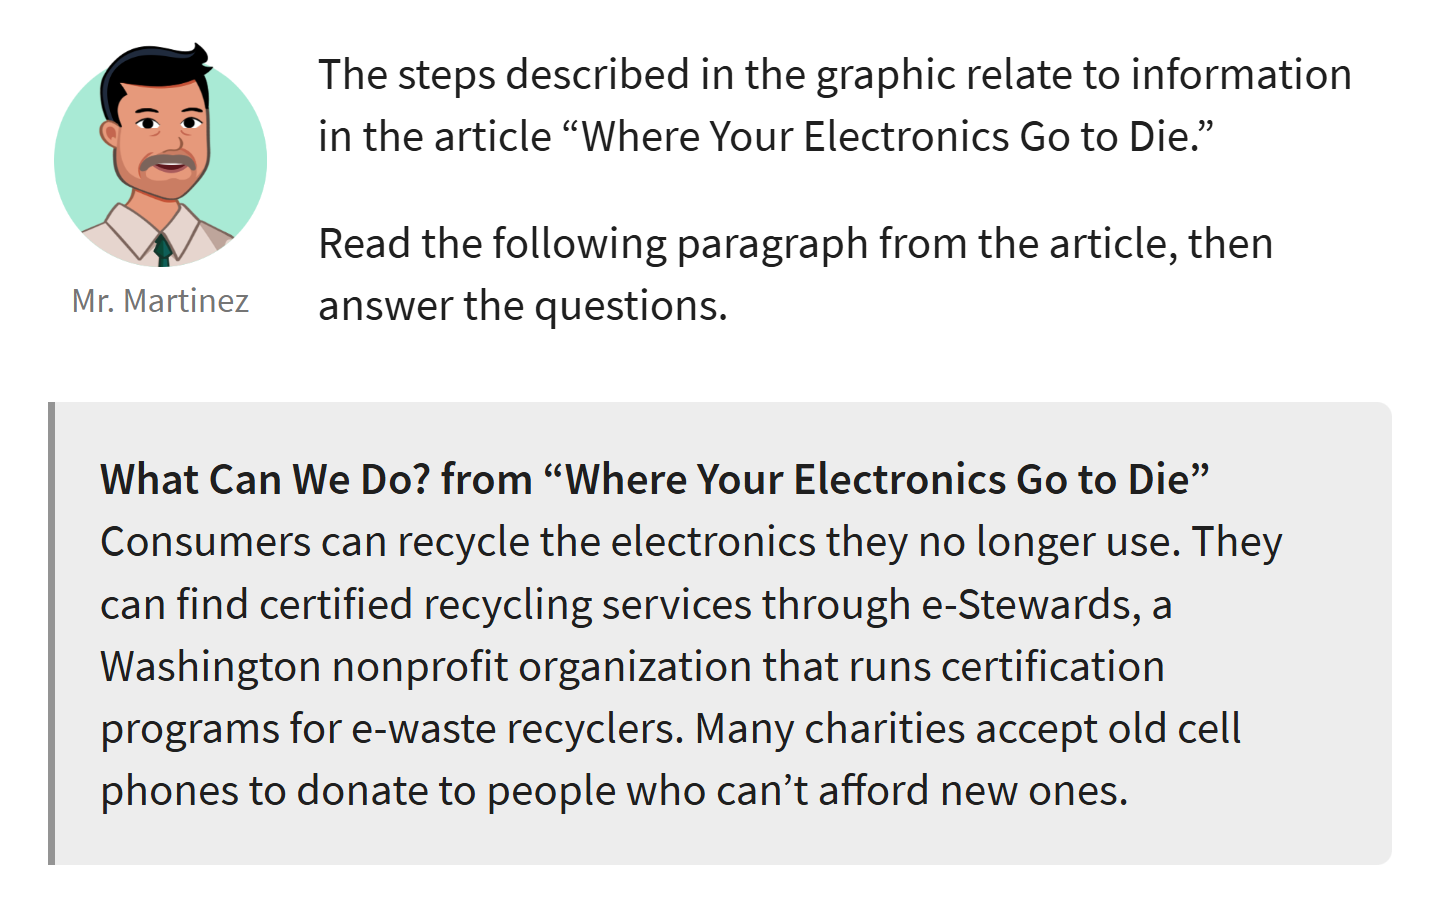 The steps described in the graphic relate to information
in the article “Where Your Electronics Go to Die.”
Read the following paragraph from the article, then
answer the questions.
Mr. Martinez
What Can We Do? from “Where Your Electronics Go to Die”
Consumers can recycle the electronics they no longer use. They
can find certified recycling services through e-Stewards, a
Washington nonprofit organization that runs certification
programs for e-waste recyclers. Many charities accept old cell
phones to donate to people who can’t afford new ones.